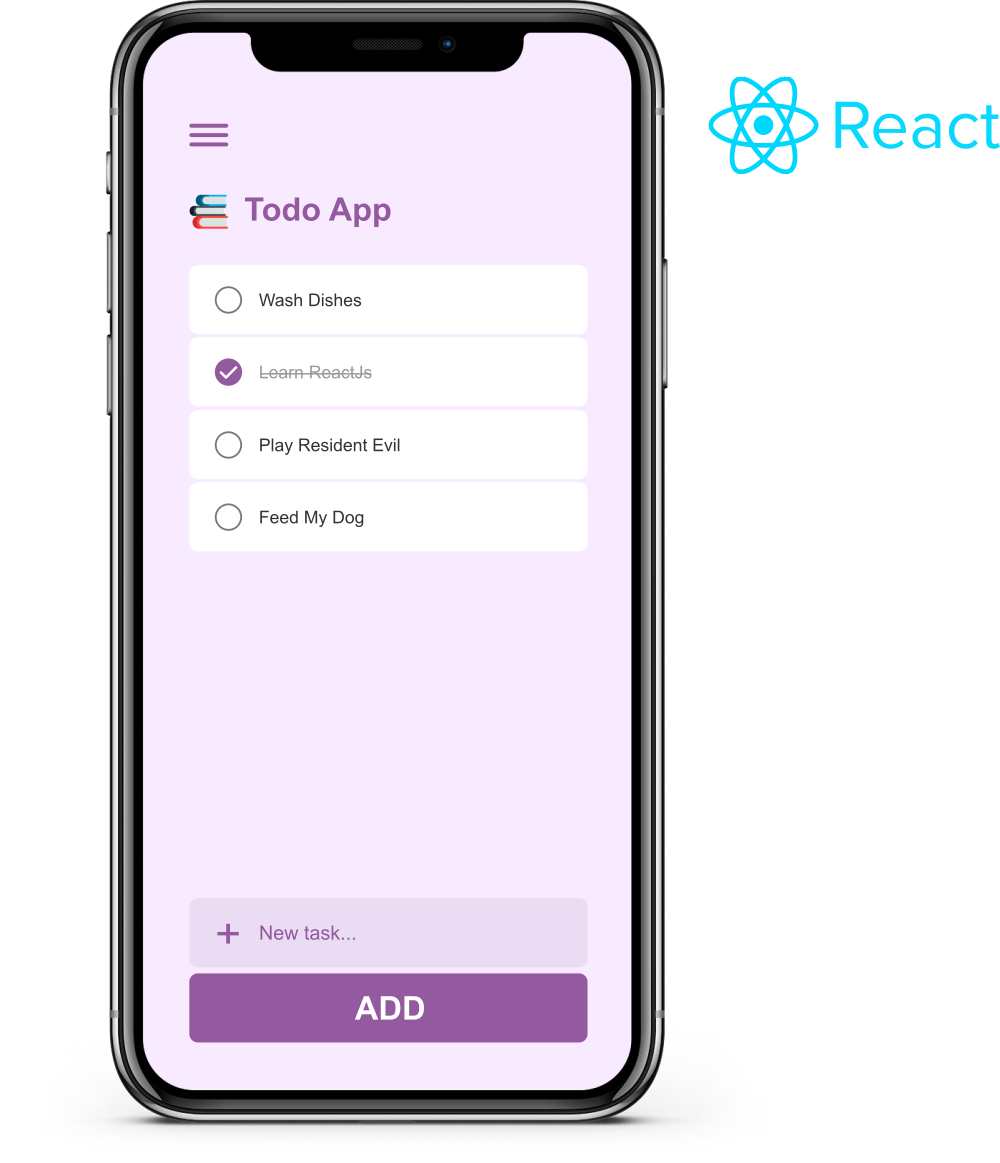 React
Todo App
Wash Dishes
Learn ReactJs
Play Resident Evil
Feed My Dog
New task...
ADD